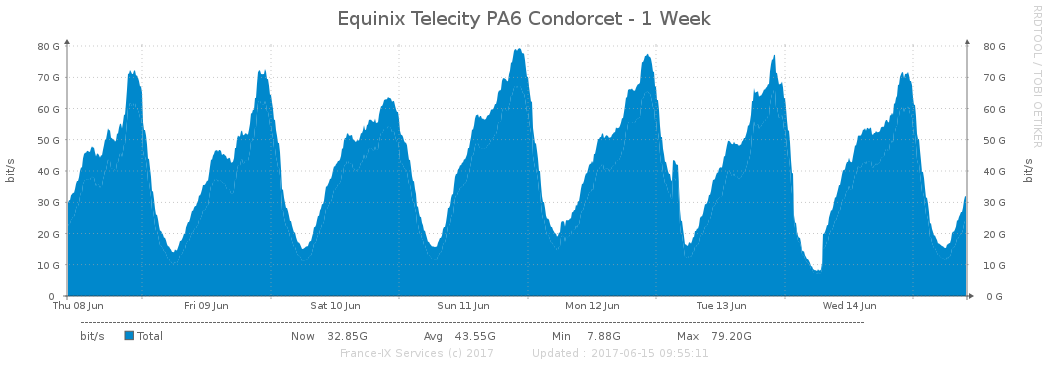 Equinix Telecity PA6 Condorcet - 1 Week
RRDTOOL / TOBI OETIKER
bit/s
80 G
70 G
60 G
50 G
40 G
30 G
20 G
10 G
0
80 G
70 G
60 G
50 G
40 G
30 G
20 G
10 G
0 G
bit/s
Thu 08 Jun Fri 09 Jun Sat 10 Jun Sun 11 Jun Mon 12 Jun Tue 13 Jun Wed 14 Jun
bit/s Total Now 32.85G Avg 43.55G Min 7.88G Max 79.20G
France-IX Services (c) 2017 Updated : 2017-06-15 09:55:11